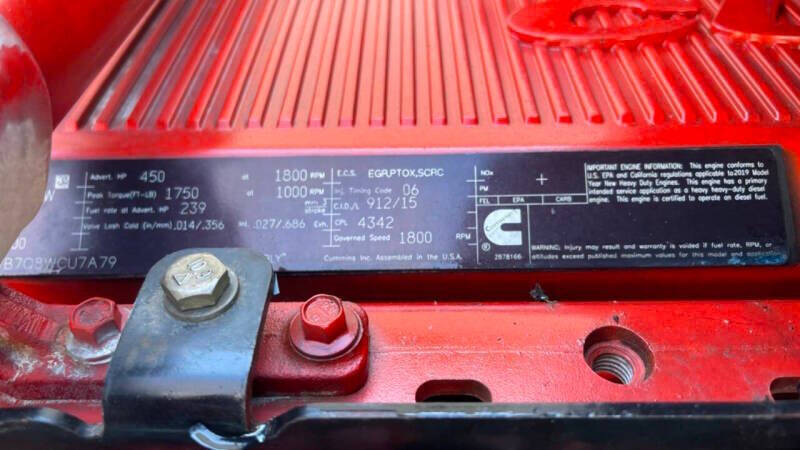 Advert. HP 450 at 1800 RPM
Peak Torque(FT-LB) 1750 at 1000 RPM
Fuel rate at Advert. HP 239
Valve Lash Cold (in/mm) .014/.356 Int. .027/.686 Exh.
E.C.S. EGR,PTOX,SCRC
Inj. Timing Code 06
C.I.D./L 912/15
CPL 4342
Governed Speed 1800 RPM
Cummins Inc. Assembled in the U.S.A.
NOx
PM
FEL EPA CARB
Cummins
®
2878166
IMPORTANT ENGINE INFORMATION: This engine conforms to
U.S. EPA and California regulations applicable to2019 Model
Year New Heavy Duty Engines. This engine has a primary
intended service application as a heavy heavy-duty diesel
engine. This engine is certified to operate on diesel fuel.
WARNING: Injury may result and warranty is voided if fuel rate, RPM, or
altitudes exceed published maximum values for this model and
B7Q8WCU7A79